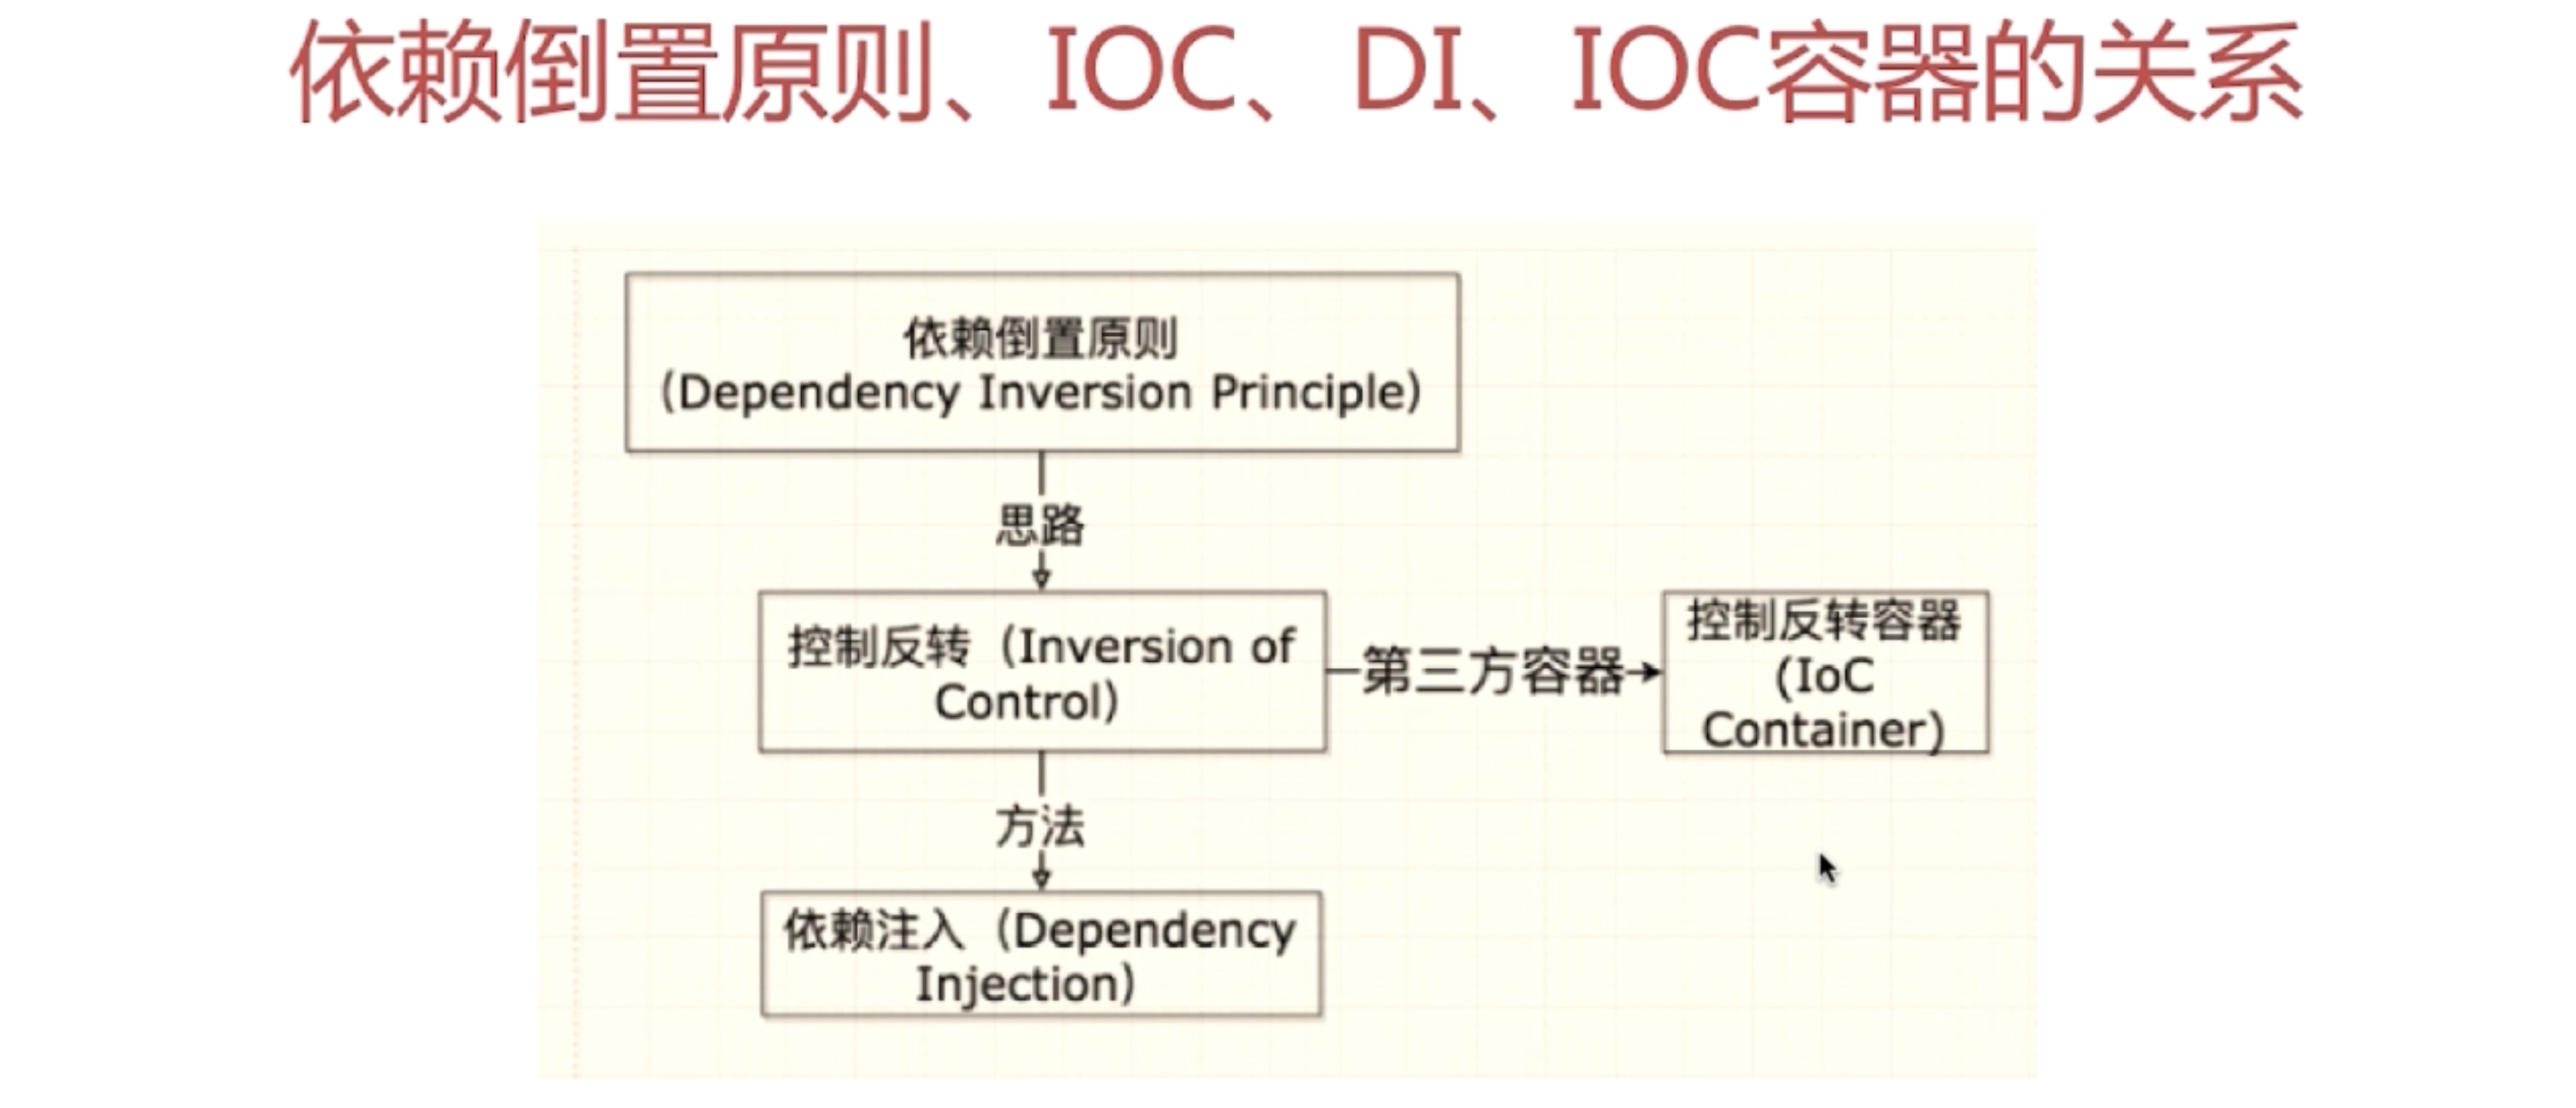 依赖倒置原则、IOC、DI、IOC容器的关系
依赖倒置原则
(Dependency Inversion Principle)
思路
控制反转（Inversion of
Control)
第三方容器
控制反转容器
(IoC
Container)
方法
依赖注入（Dependency
Injection)